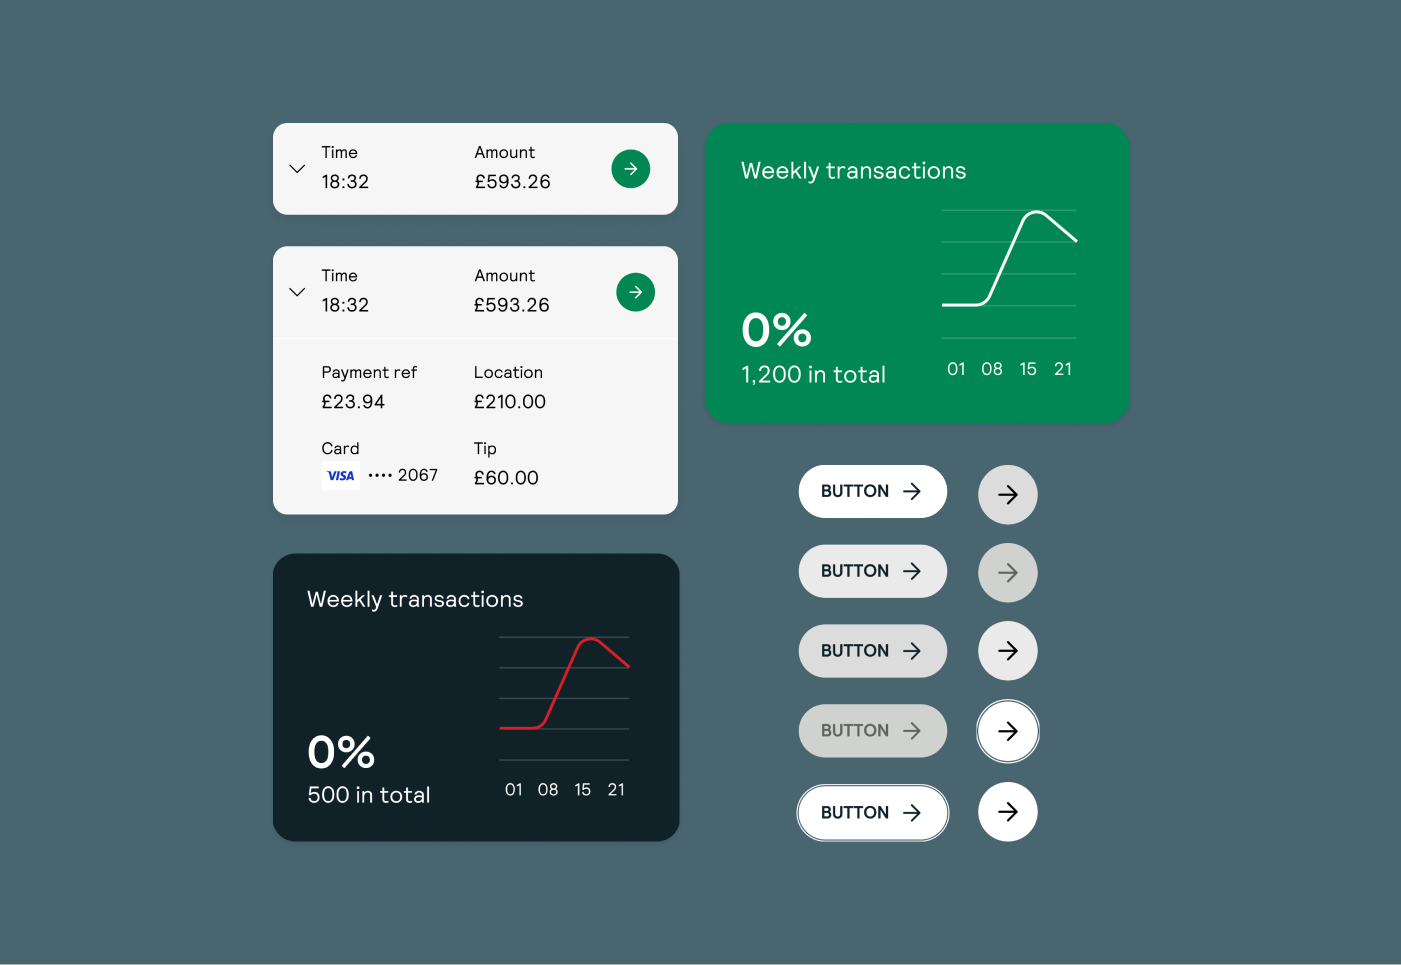 Time Amount
18:32 £593.26
Time Amount
18:32 £593.26
Payment ref Location
£23.94 £210.00
Card Tip
VISA •••• 2067 £60.00
Weekly transactions
0%
500 in total
01 08 15 21
Weekly transactions
0%
1,200 in total
01 08 15 21
BUTTON
BUTTON
BUTTON
BUTTON
BUTTON